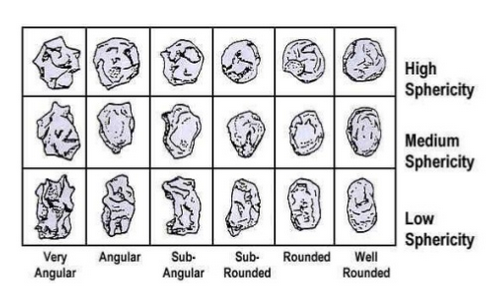 High
Sphericity
Medium
Sphericity
Low
Sphericity
Very
Angular
Angular
Sub-
Angular
Sub-
Rounded
Rounded
Well
Rounded